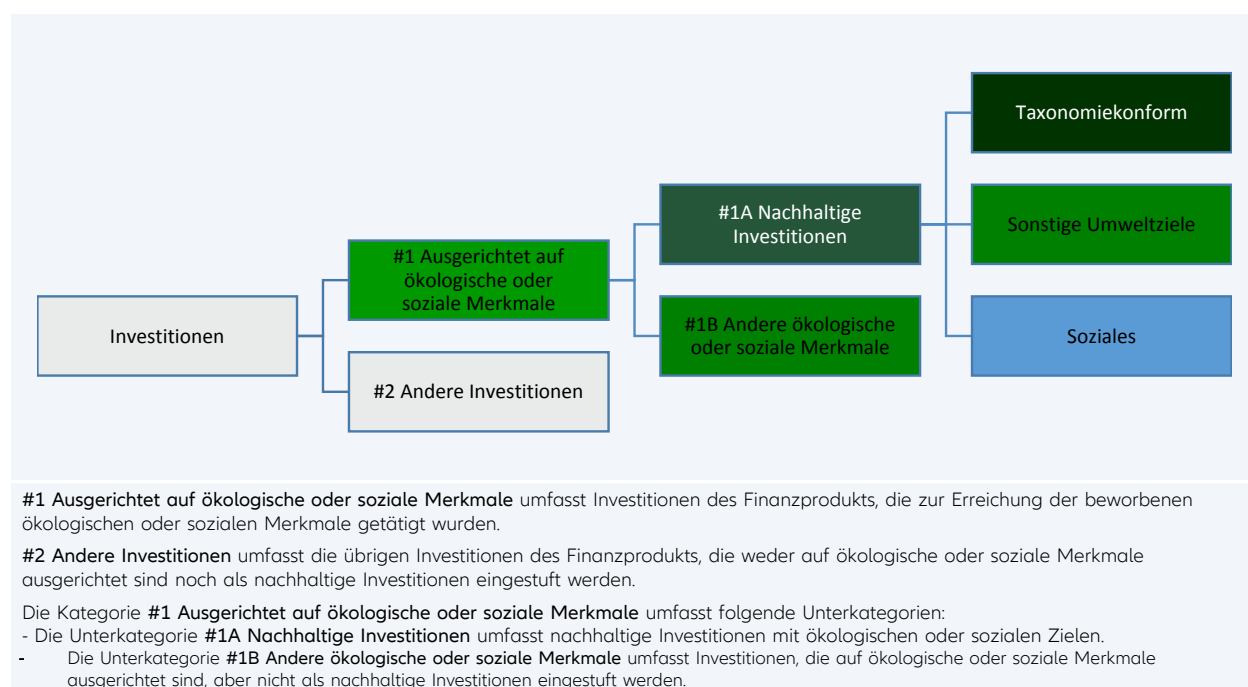 Taxonomiekonform
#1A Nachhaltige
Investitionen
Sonstige Umweltziele
#1 Ausgerichtet auf
ökologische oder
soziale Merkmale
Investitionen
#1B Andere ökologische
oder soziale Merkmale
Soziales
#2 Andere Investitionen
#1 Ausgerichtet auf ökologische oder soziale Merkmale umfasst Investitionen des Finanzprodukts, die zur Erreichung der beworbenen
ökologischen oder sozialen Merkmale getätigt wurden.
#2 Andere Investitionen umfasst die übrigen Investitionen des Finanzprodukts, die weder auf ökologische oder soziale Merkmale
ausgerichtet sind noch als nachhaltige Investitionen eingestuft werden.
Die Kategorie #1 Ausgerichtet auf ökologische oder soziale Merkmale umfasst folgende Unterkategorien:
- Die Unterkategorie #1A Nachhaltige Investitionen umfasst nachhaltige Investitionen mit ökologischen oder sozialen Zielen.
- Die Unterkategorie #1B Andere ökologische oder soziale Merkmale umfasst Investitionen, die auf ökologische oder soziale Merkmale
ausgerichtet sind, aber nicht als nachhaltige Investitionen eingestuft werden.